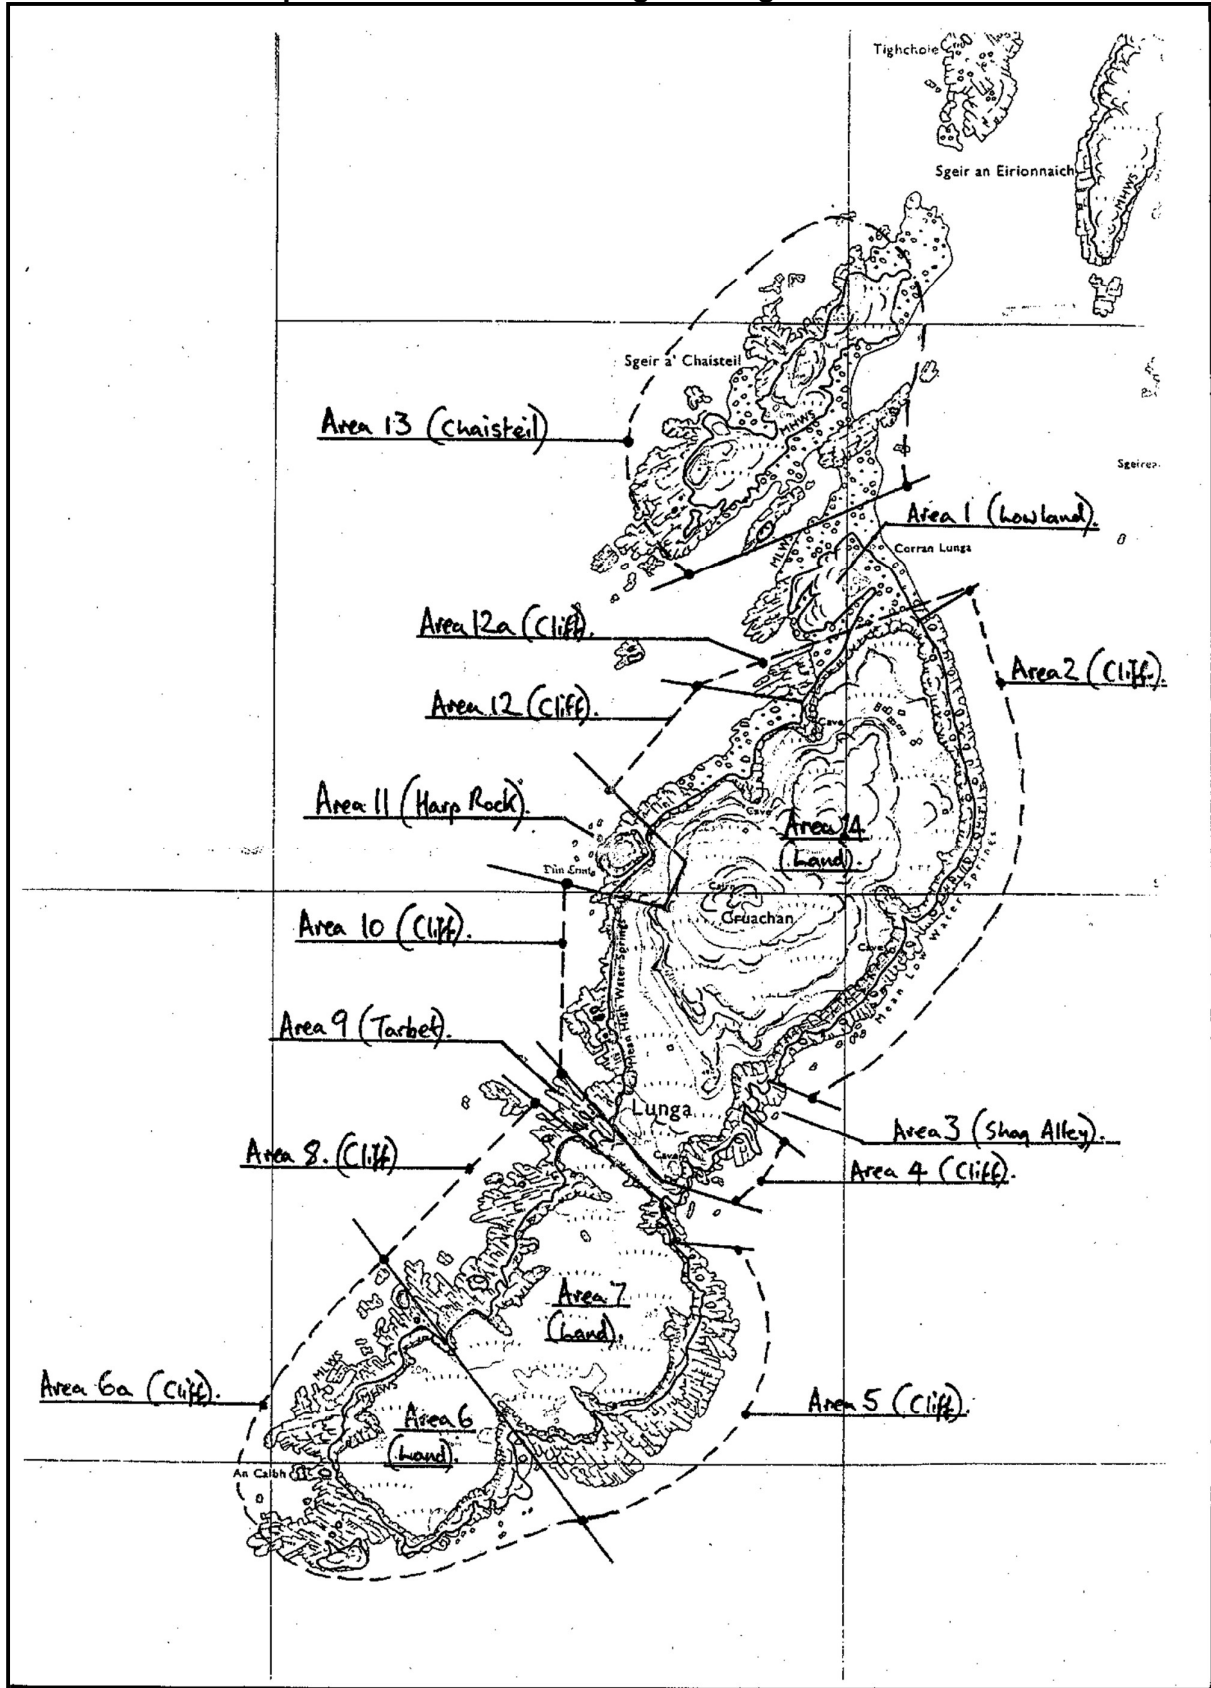 Tighchoie
Sgeir an Eirionnaich
MHWS
Sgeir a' Chaisteil
MHWS
Area 13 (Chaisteil)
Area 1 (Lowland).
MLWS
Corran Lunga
Area 12a (Cliff).
Area 2 (Cliff).
Area 12 (Cliff).
Cave
Area 11 (Harp Rock).
Cave
Area 14
(Land).
Cairn
Cruachan
Area 10 (Cliff).
Cave
Mean High Water Springs
Mean Low Water Springs
Area 9 (Tarbet).
Lunga
Area 3 (Shag Alley).
Area 8. (Cliff)
Cave
Area 4 (Cliff).
Area 7
(Land).
MLWS
MHWS
Area 6a (Cliff).
Area 5 (Cliff).
Area 6
(Land).
An Calbh